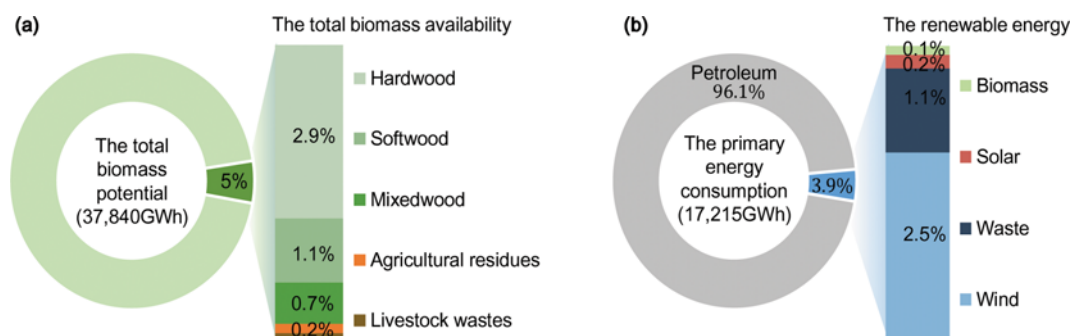 (a)
The total biomass availability
The total
biomass
potential
(37,840GWh)
5%
2.9%
1.1%
0.7%
0.2%
Hardwood
Softwood
Mixedwood
Agricultural residues
Livestock wastes
(b)
The renewable energy
Petroleum
96.1%
The primary
energy
consumption
(17,215GWh)
3.9%
0.1%
0.2%
1.1%
2.5%
Biomass
Solar
Waste
Wind